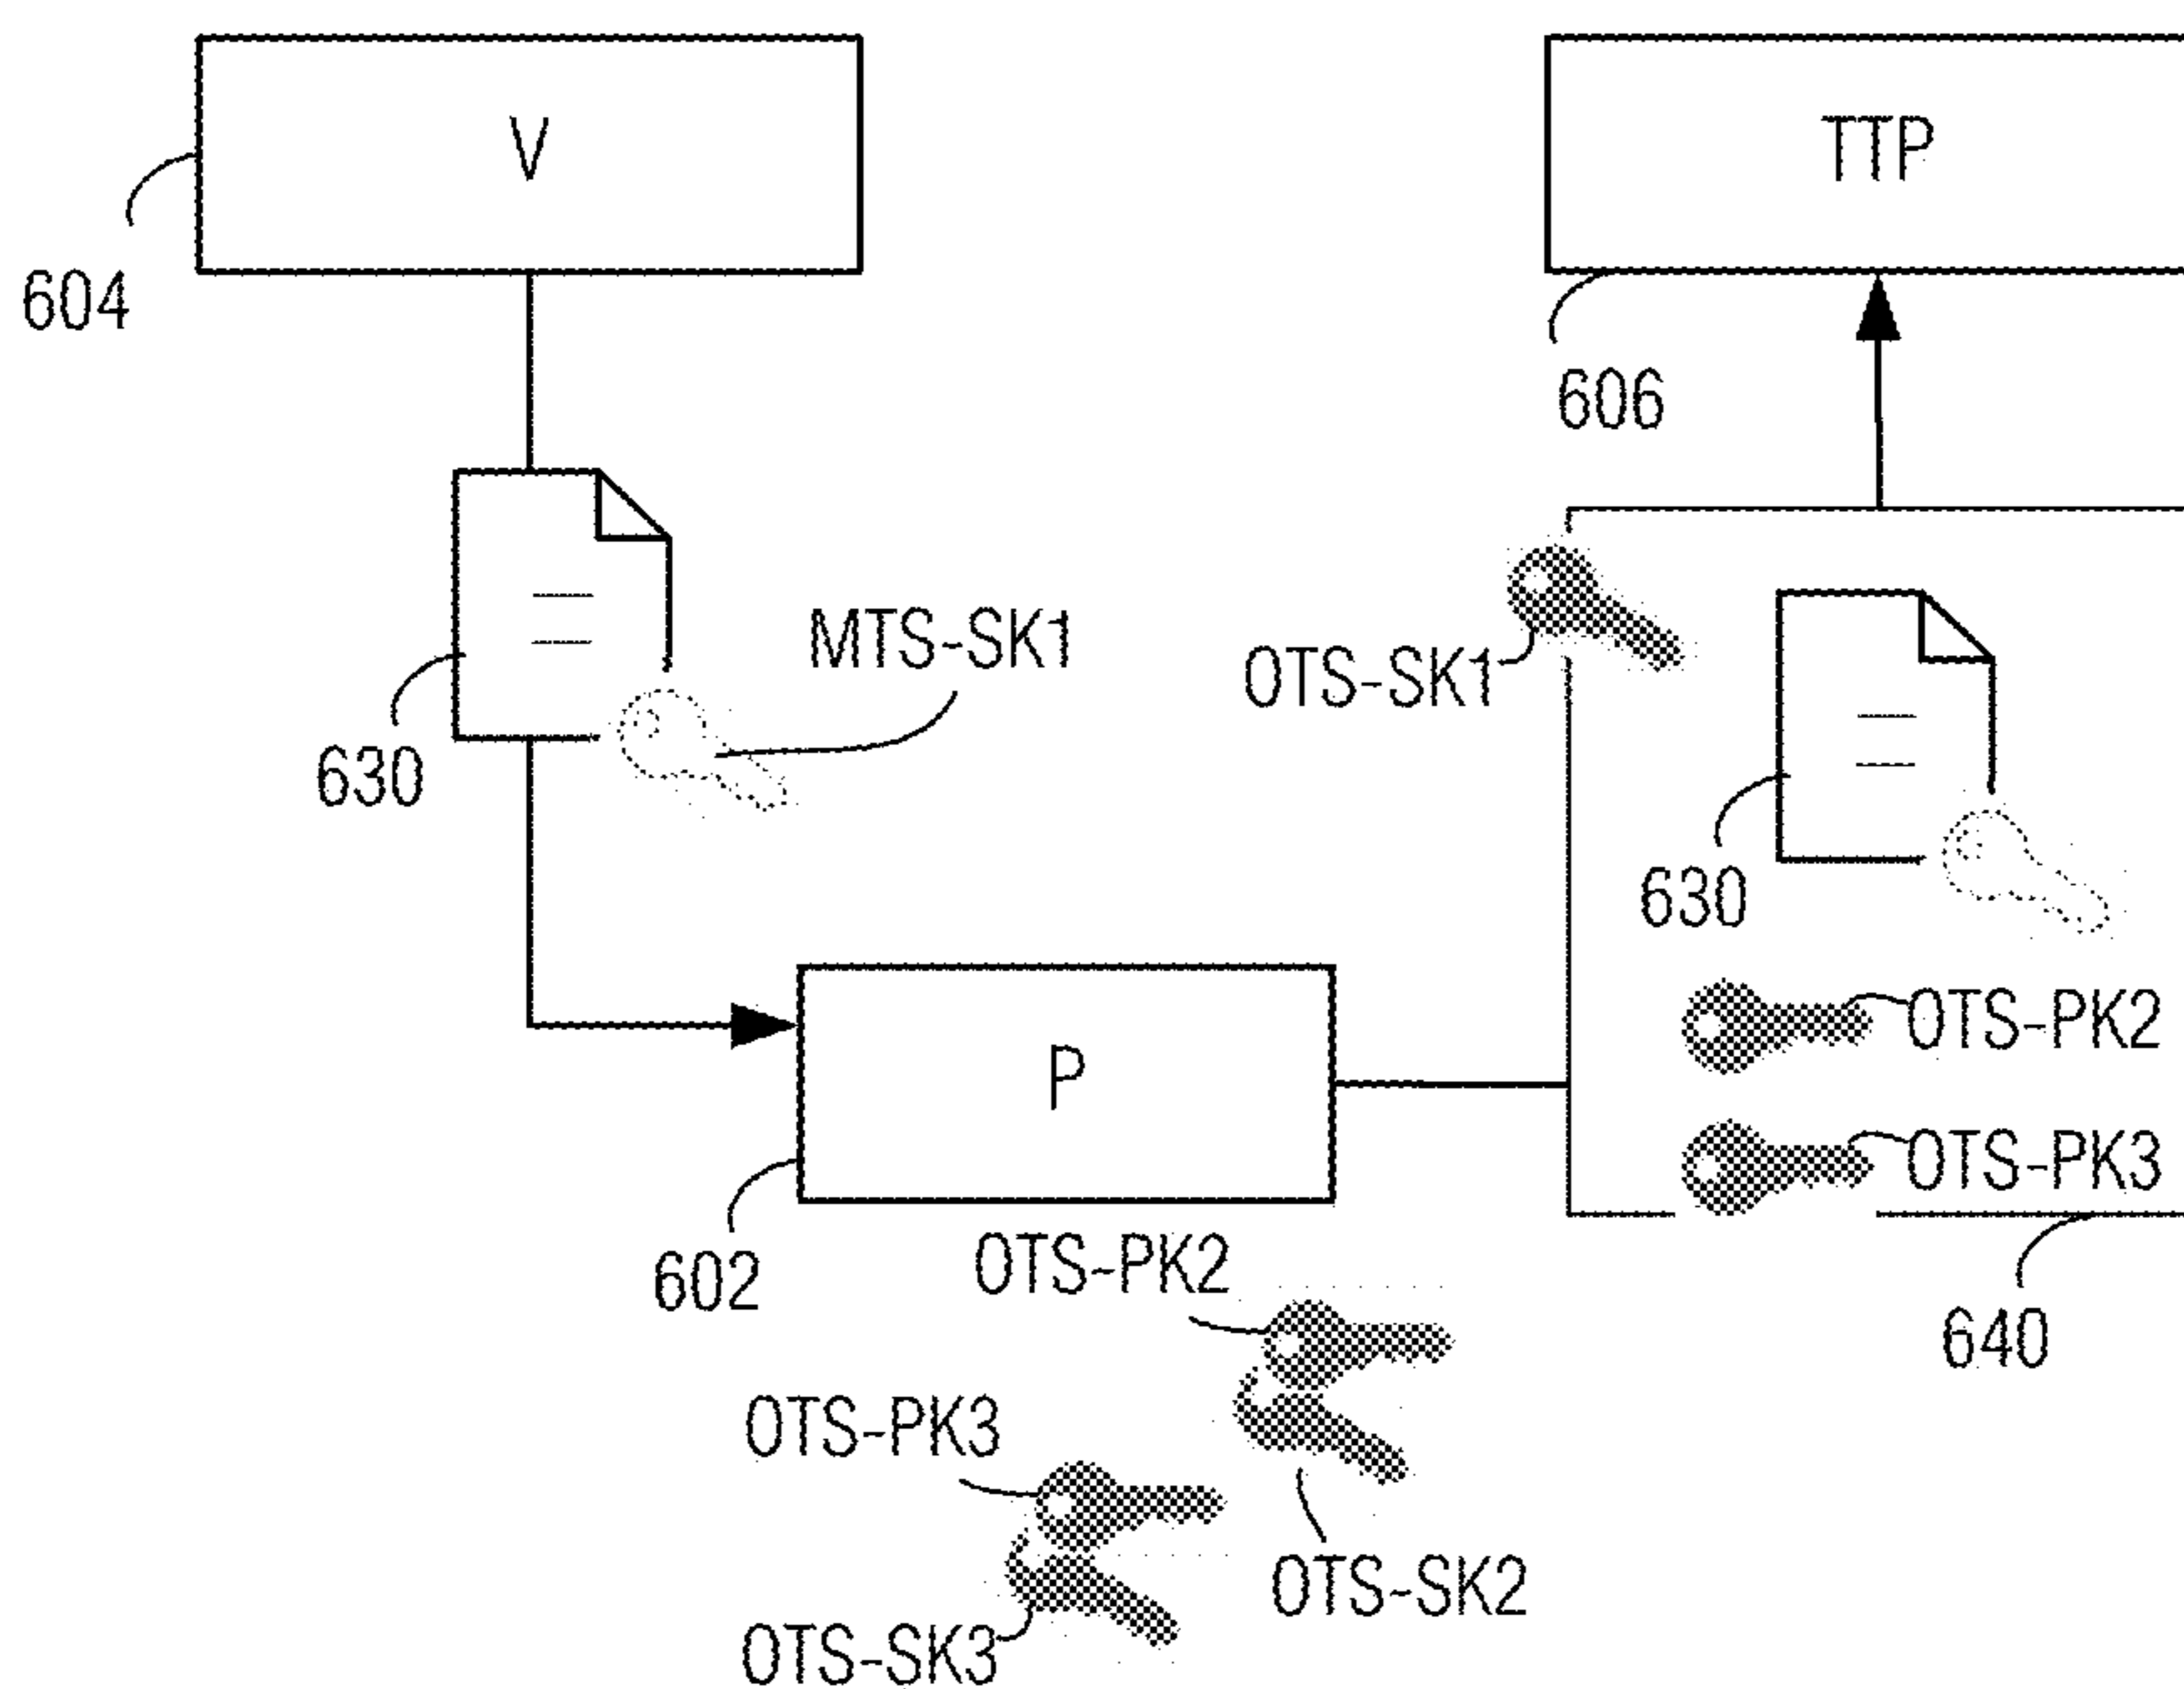 V
TTP
604
606
MTS-SK1
OTS-SK1
630
630
OTS-PK2
P
OTS-PK3
602
OTS-PK2
640
OTS-PK3
OTS-SK2
OTS-SK3